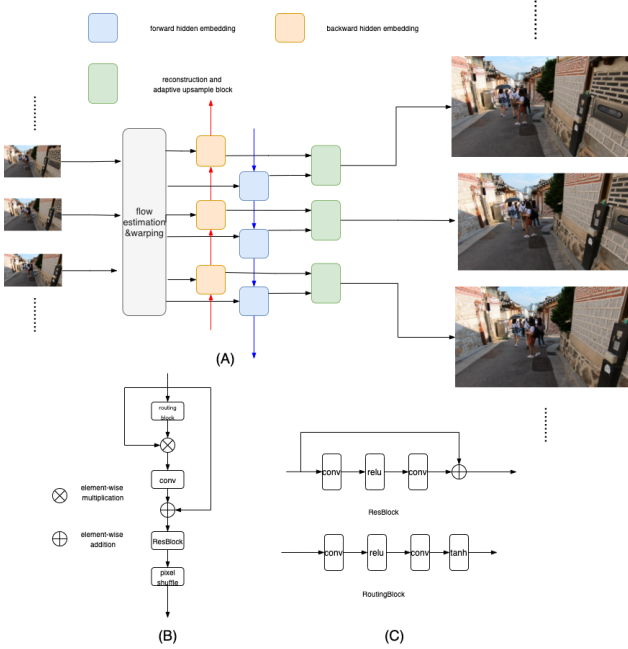 forward hidden embedding
backward hidden embedding
reconstruction and
adaptive upsample block
flow
estimation
&warping
(A)
routing
block
conv
element-wise
multiplication
element-wise
addition
ResBlock
pixel
shuffle
(B)
conv
relu
conv
ResBlock
conv
relu
conv
tanh
RoutingBlock
(C)